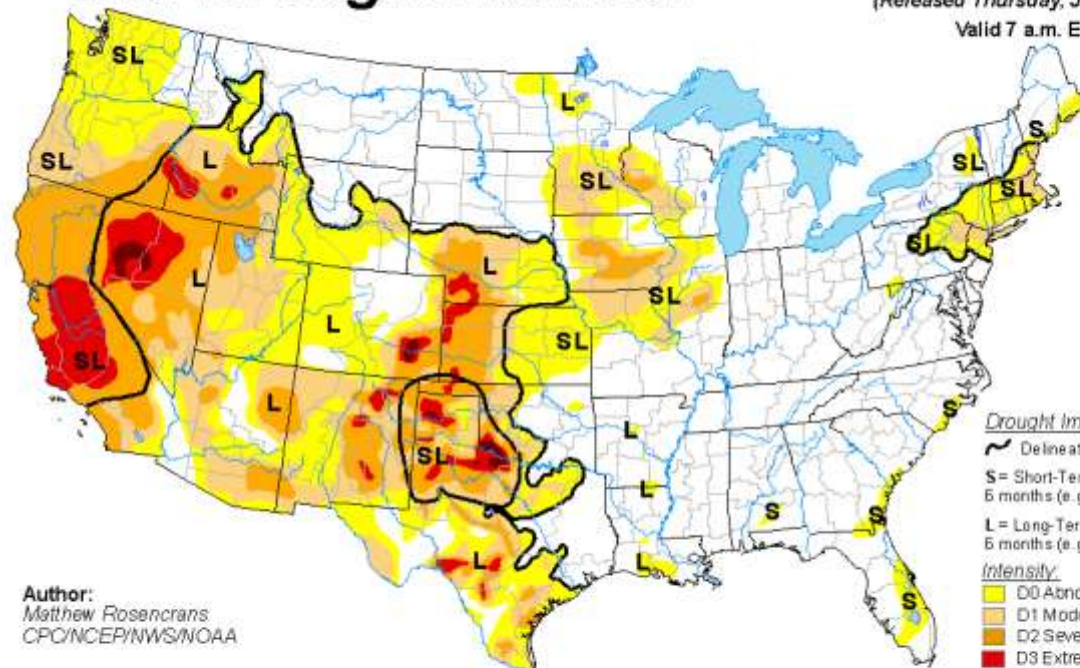 (Released Thursday, J
Valid 7 a.m. E
SL
L
S
SL
SL
L
SL
SL
SL
L
L
SL
L
SL
SL
L
S
L
SL
L
S
S
L
L
S
Drought Im
Delineat
S = Short-Ter
6 months (e.g
L = Long-Ter
6 months (e.g
Intensity:
D0 Abno
D1 Mode
D2 Seve
D3 Extre
Author:
Matthew Rosencrans
CPC/NCEP/NWS/NOAA